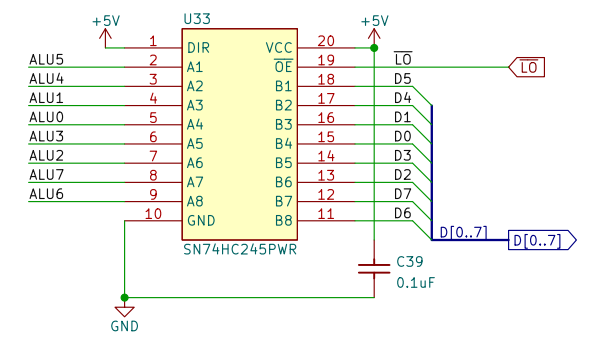 +5V U33 +5V
1 DIR VCC 20
ALU5 2 A1 OE 19 LO LO
ALU4 3 A2 B1 18 D5
ALU1 4 A3 B2 17 D4
ALU0 5 A4 B3 16 D1
ALU3 6 A5 B4 15 D0
ALU2 7 A6 B5 14 D3
ALU7 8 A7 B6 13 D2
ALU6 9 A8 B7 12 D7
10 GND B8 11 D6
D[0..7] D[0..7]
SN74HC245PWR
C39
0.1uF
GND